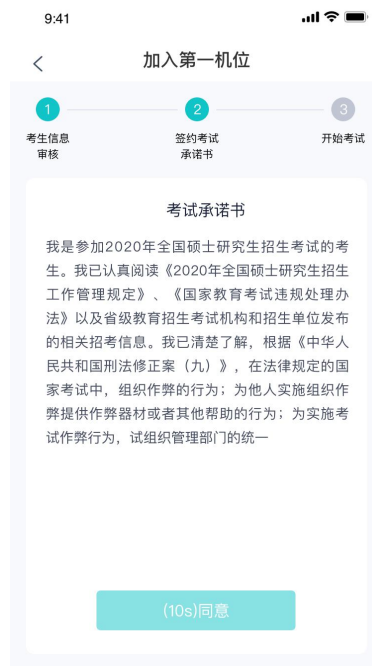 9:41
加入第一机位
1
2
3
考生信息
审核
签约考试
承诺书
开始考试
考试承诺书
我是参加2020年全国硕士研究生招生考试的考
生。我已认真阅读《2020年全国硕士研究生招生
工作管理规定》、《国家教育考试违规处理办
法》以及省级教育招生考试机构和招生单位发布
的相关招考信息。我已清楚了解，根据《中华人
民共和国刑法修正案（九）》，在法律规定的国
家考试中，组织作弊的行为；为他人实施组织作
弊提供作弊器材或者其他帮助的行为；为实施考
试作弊行为，试组织管理部门的统一
(10s)同意